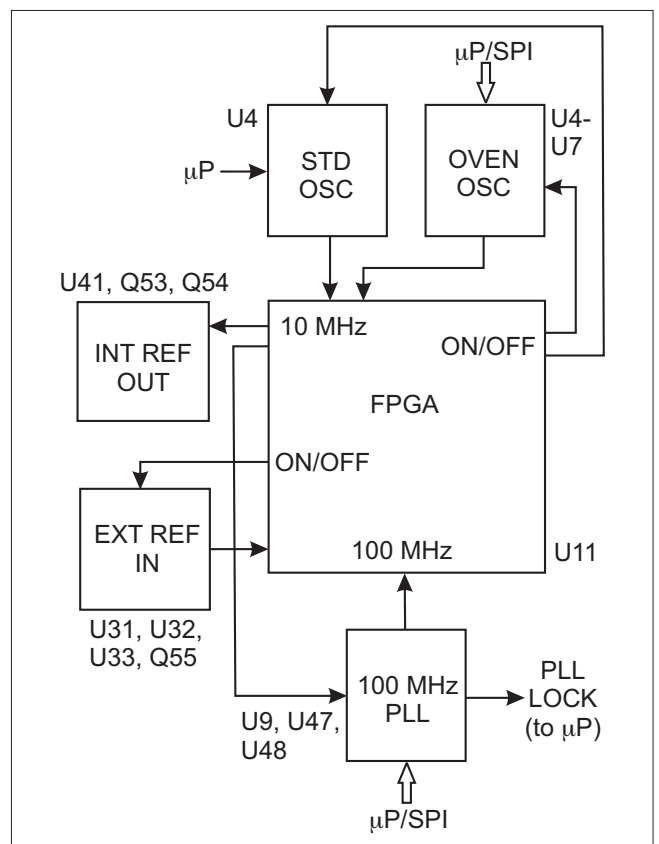 μP/SPI
U4
STD
OSC
OVEN
OSC
U4-
U7
μP
U41, Q53, Q54
INT REF
OUT
10 MHz
ON/OFF
FPGA
ON/OFF
EXT REF
IN
100 MHz
U11
U31, U32,
U33, Q55
100 MHz
PLL
PLL
LOCK
(to μP)
U9, U47,
U48
μP/SPI